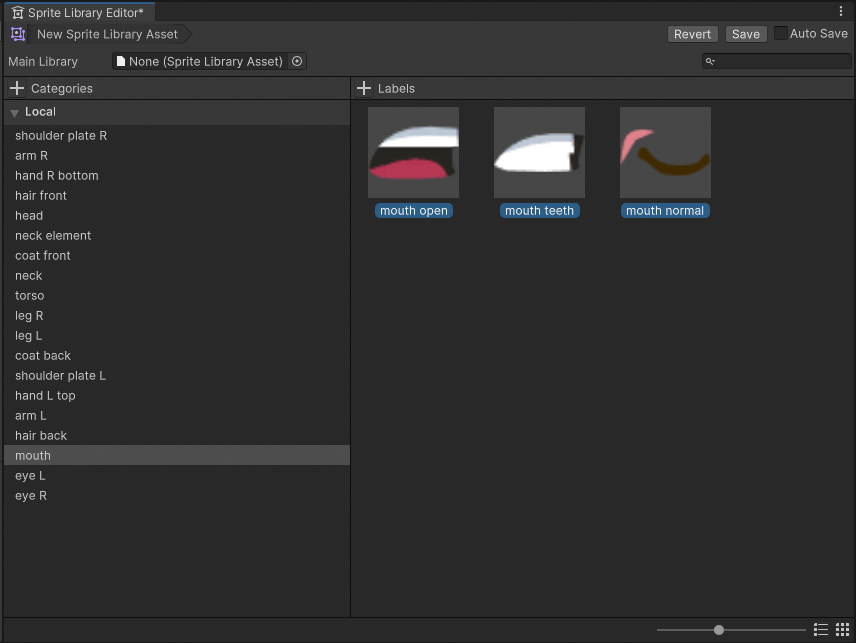 Sprite Library Editor*
New Sprite Library Asset
Revert
Save
Auto Save
Main Library
None (Sprite Library Asset)
Categories
Labels
Local
shoulder plate R
arm R
hand R bottom
hair front
head
neck element
coat front
neck
torso
leg R
leg L
coat back
shoulder plate L
hand L top
arm L
hair back
mouth
eye L
eye R
mouth open
mouth teeth
mouth normal